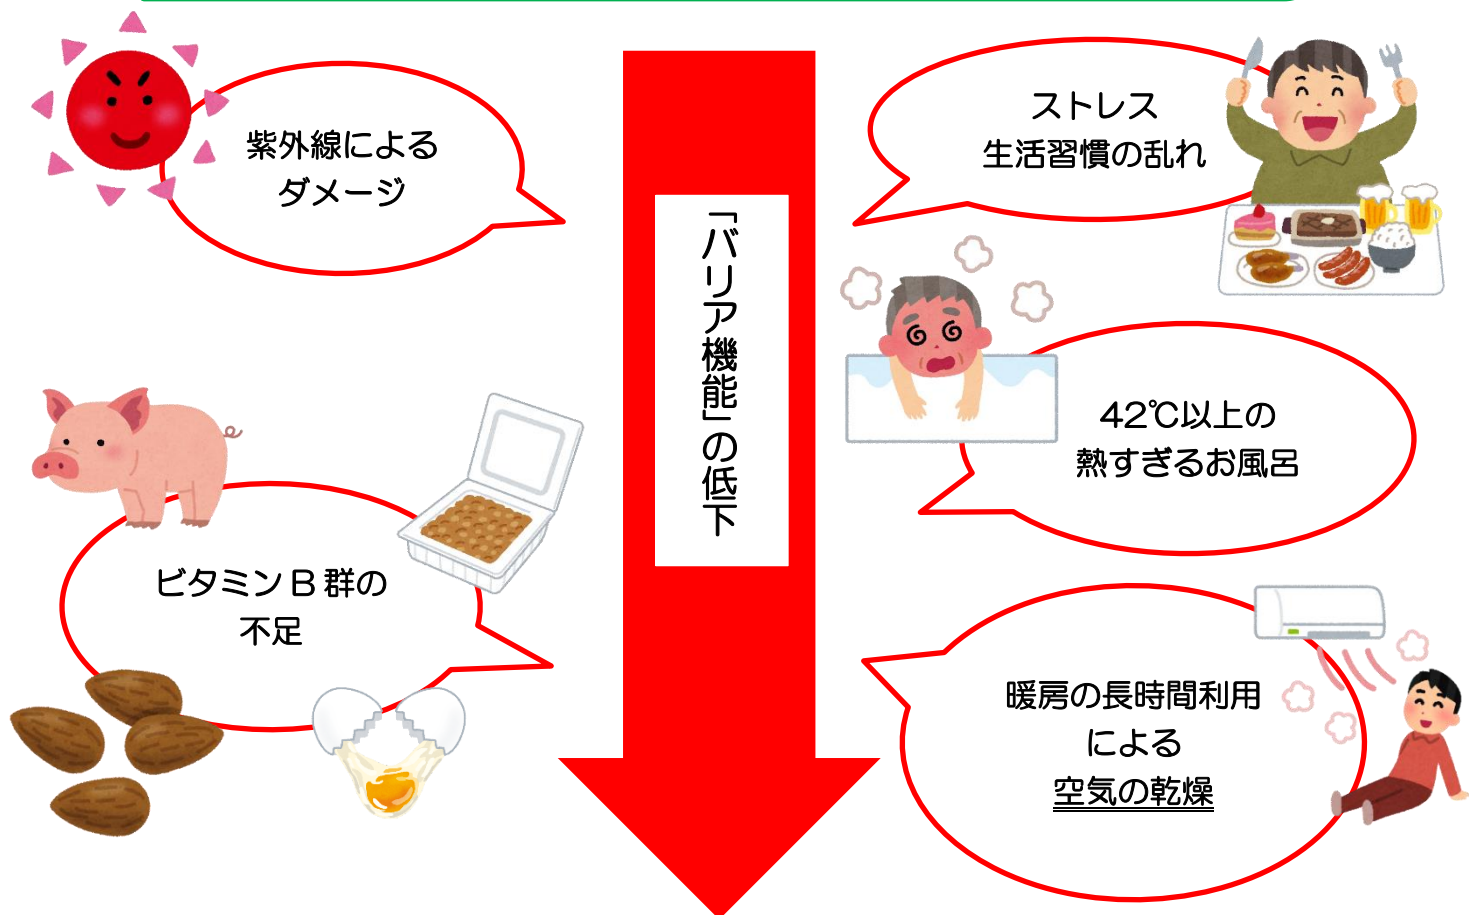 紫外線による
ダメージ
ストレス
生活習慣の乱れ
「バリア機能」の低下
42℃以上の
熱すぎるお風呂
ビタミンB群の
不足
暖房の長時間利用
による
空気の乾燥